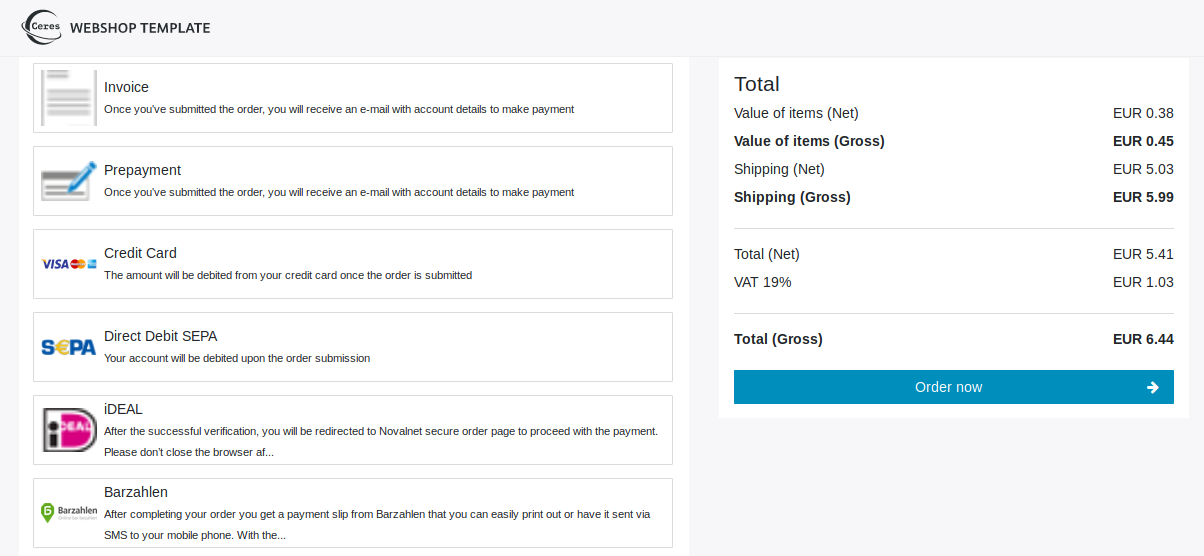 Ceres WEBSHOP TEMPLATE
Invoice
Once you've submitted the order, you will receive an e-mail with account details to make payment
Prepayment
Once you've submitted the order, you will receive an e-mail with account details to make payment
VISA
Credit Card
The amount will be debited from your credit card once the order is submitted
S€PA
Direct Debit SEPA
Your account will be debited upon the order submission
iDEAL
iDEAL
After the successful verification, you will be redirected to Novalnet secure order page to proceed with the payment.
Please don't close the browser af...
Barzahlen
Barzahlen
After completing your order you get a payment slip from Barzahlen that you can easily print out or have it sent via
SMS to your mobile phone. With the...
Total
Value of items (Net) EUR 0.38
Value of items (Gross) EUR 0.45
Shipping (Net) EUR 5.03
Shipping (Gross) EUR 5.99
Total (Net) EUR 5.41
VAT 19% EUR 1.03
Total (Gross) EUR 6.44
Order now